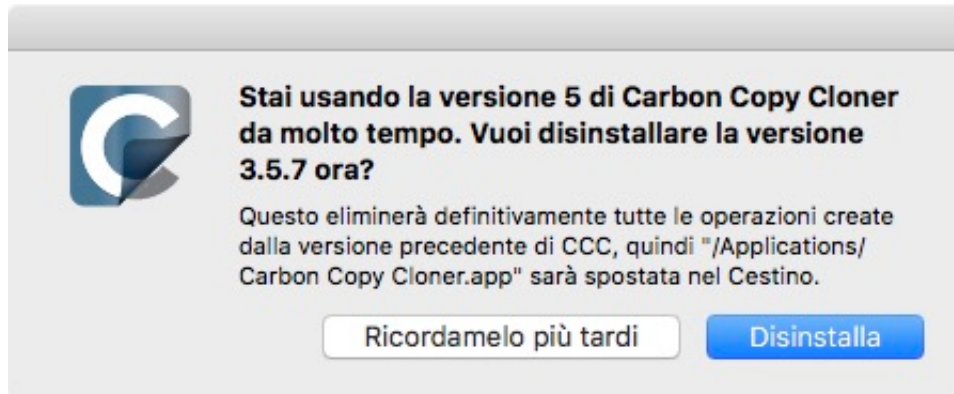 Stai usando la versione 5 di Carbon Copy Cloner
da molto tempo. Vuoi disinstallare la versione
3.5.7 ora?
Questo eliminerà definitivamente tutte le operazioni create
dalla versione precedente di CCC, quindi "/Applications/
Carbon Copy Cloner.app" sarà spostata nel Cestino.
Ricordamelo più tardi
Disinstalla